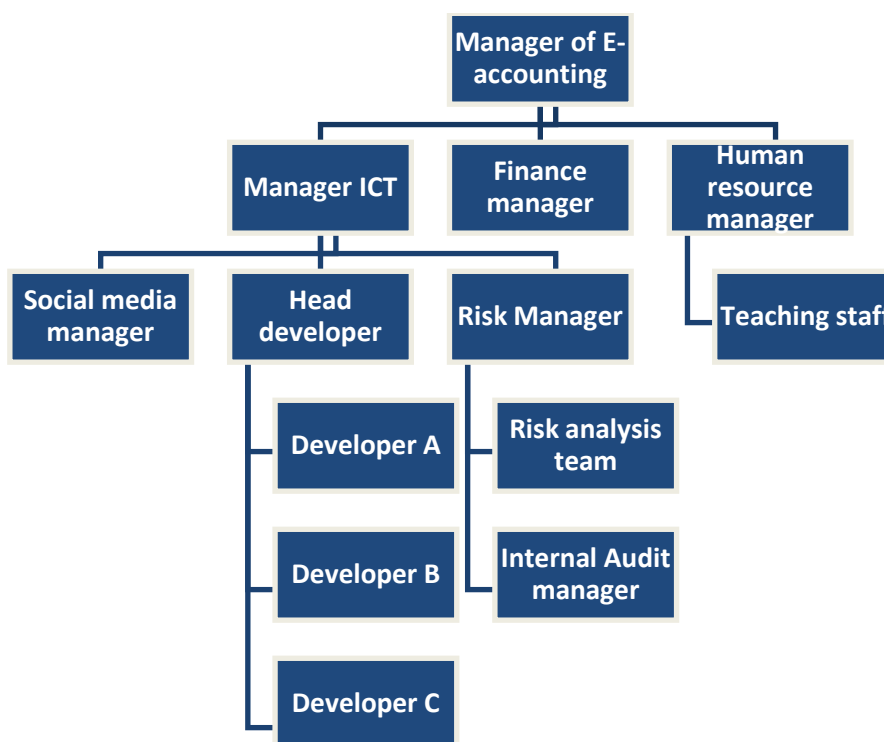 Manager of E-
accounting
Manager ICT
Finance
manager
Human
resource
manager
Social media
manager
Head
developer
Risk Manager
Teaching staff
Developer A
Risk analysis
team
Developer B
Internal Audit
manager
Developer C